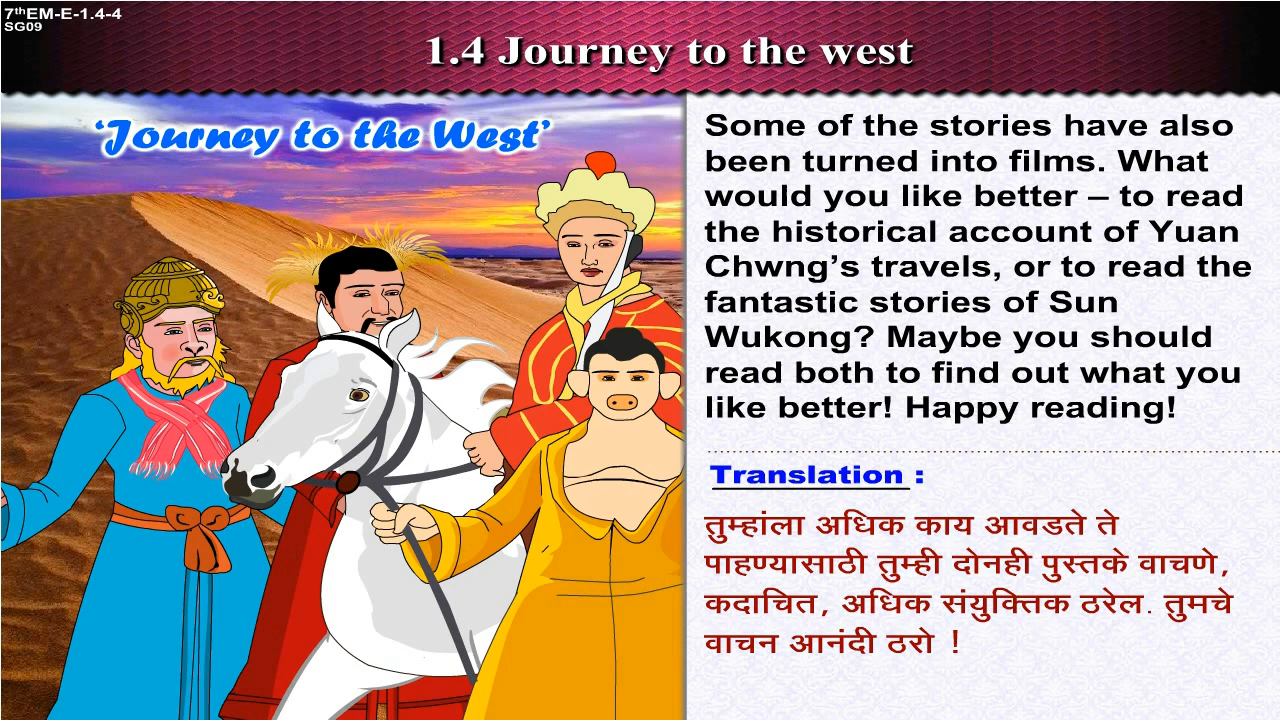 7thEM-E-1.4-4
SG09
1.4 Journey to the west
‘Journey to the West’
Some of the stories have also
been turned into films. What
would you like better – to read
the historical account of Yuan
Chwng’s travels, or to read the
fantastic stories of Sun
Wukong? Maybe you should
read both to find out what you
like better! Happy reading!
Translation :
तुम्हांला अधिक काय आवडते ते
पाहण्यासाठी तुम्ही दोनही पुस्तके वाचणे,
कदाचित, अधिक संयुक्तिक ठरेल. तुमचे
वाचन आनंदी ठरो !